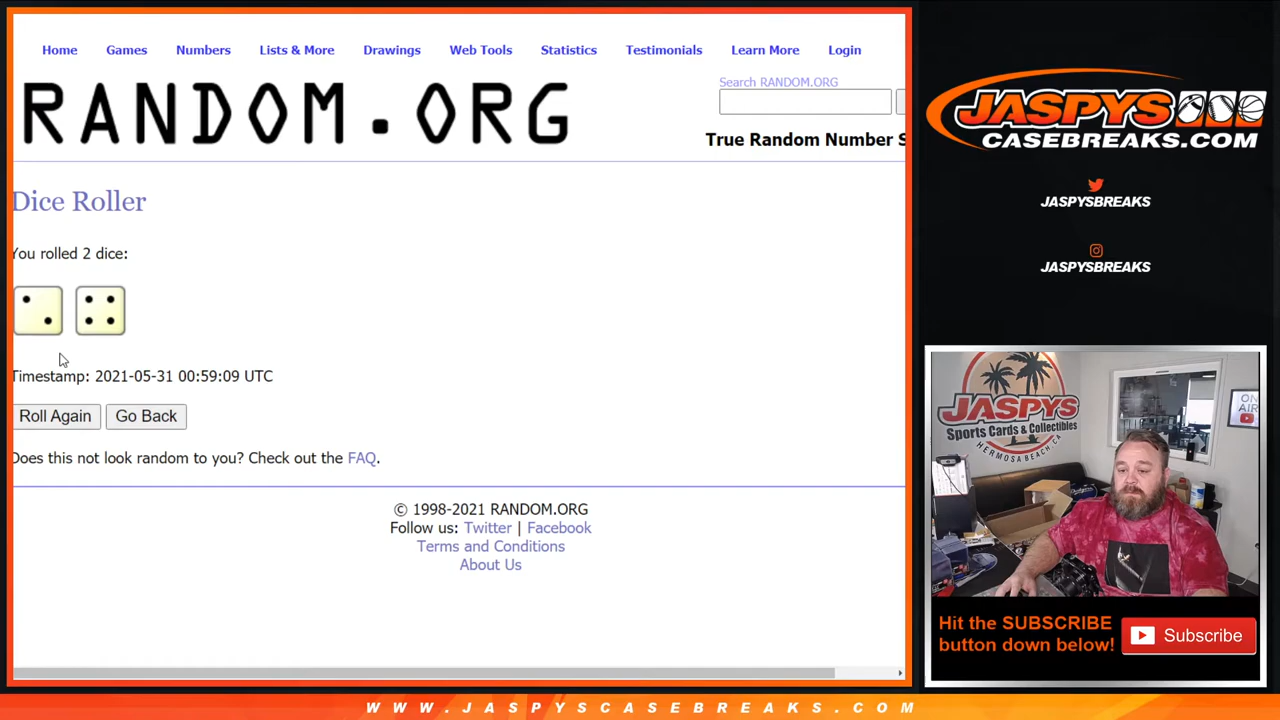 Home Games Numbers Lists & More Drawings Web Tools Statistics Testimonials Learn More Login
RANDOM.ORG
Search RANDOM.ORG
True Random Number S
Dice Roller
You rolled 2 dice:
Timestamp: 2021-05-31 00:59:09 UTC
Roll Again Go Back
Does this not look random to you? Check out the FAQ.
© 1998-2021 RANDOM.ORG
Follow us: Twitter | Facebook
Terms and Conditions
About Us
JASPYS
CASEBREAKS.COM
JASPYSBREAKS
JASPYSBREAKS
JASPYS
Sports Cards & Collectibles
HERMOSA BEACH, CA
ON
AIR
Hit the SUBSCRIBE
button down below!
Subscribe
WWW.JASPYSCASEBREAKS.COM